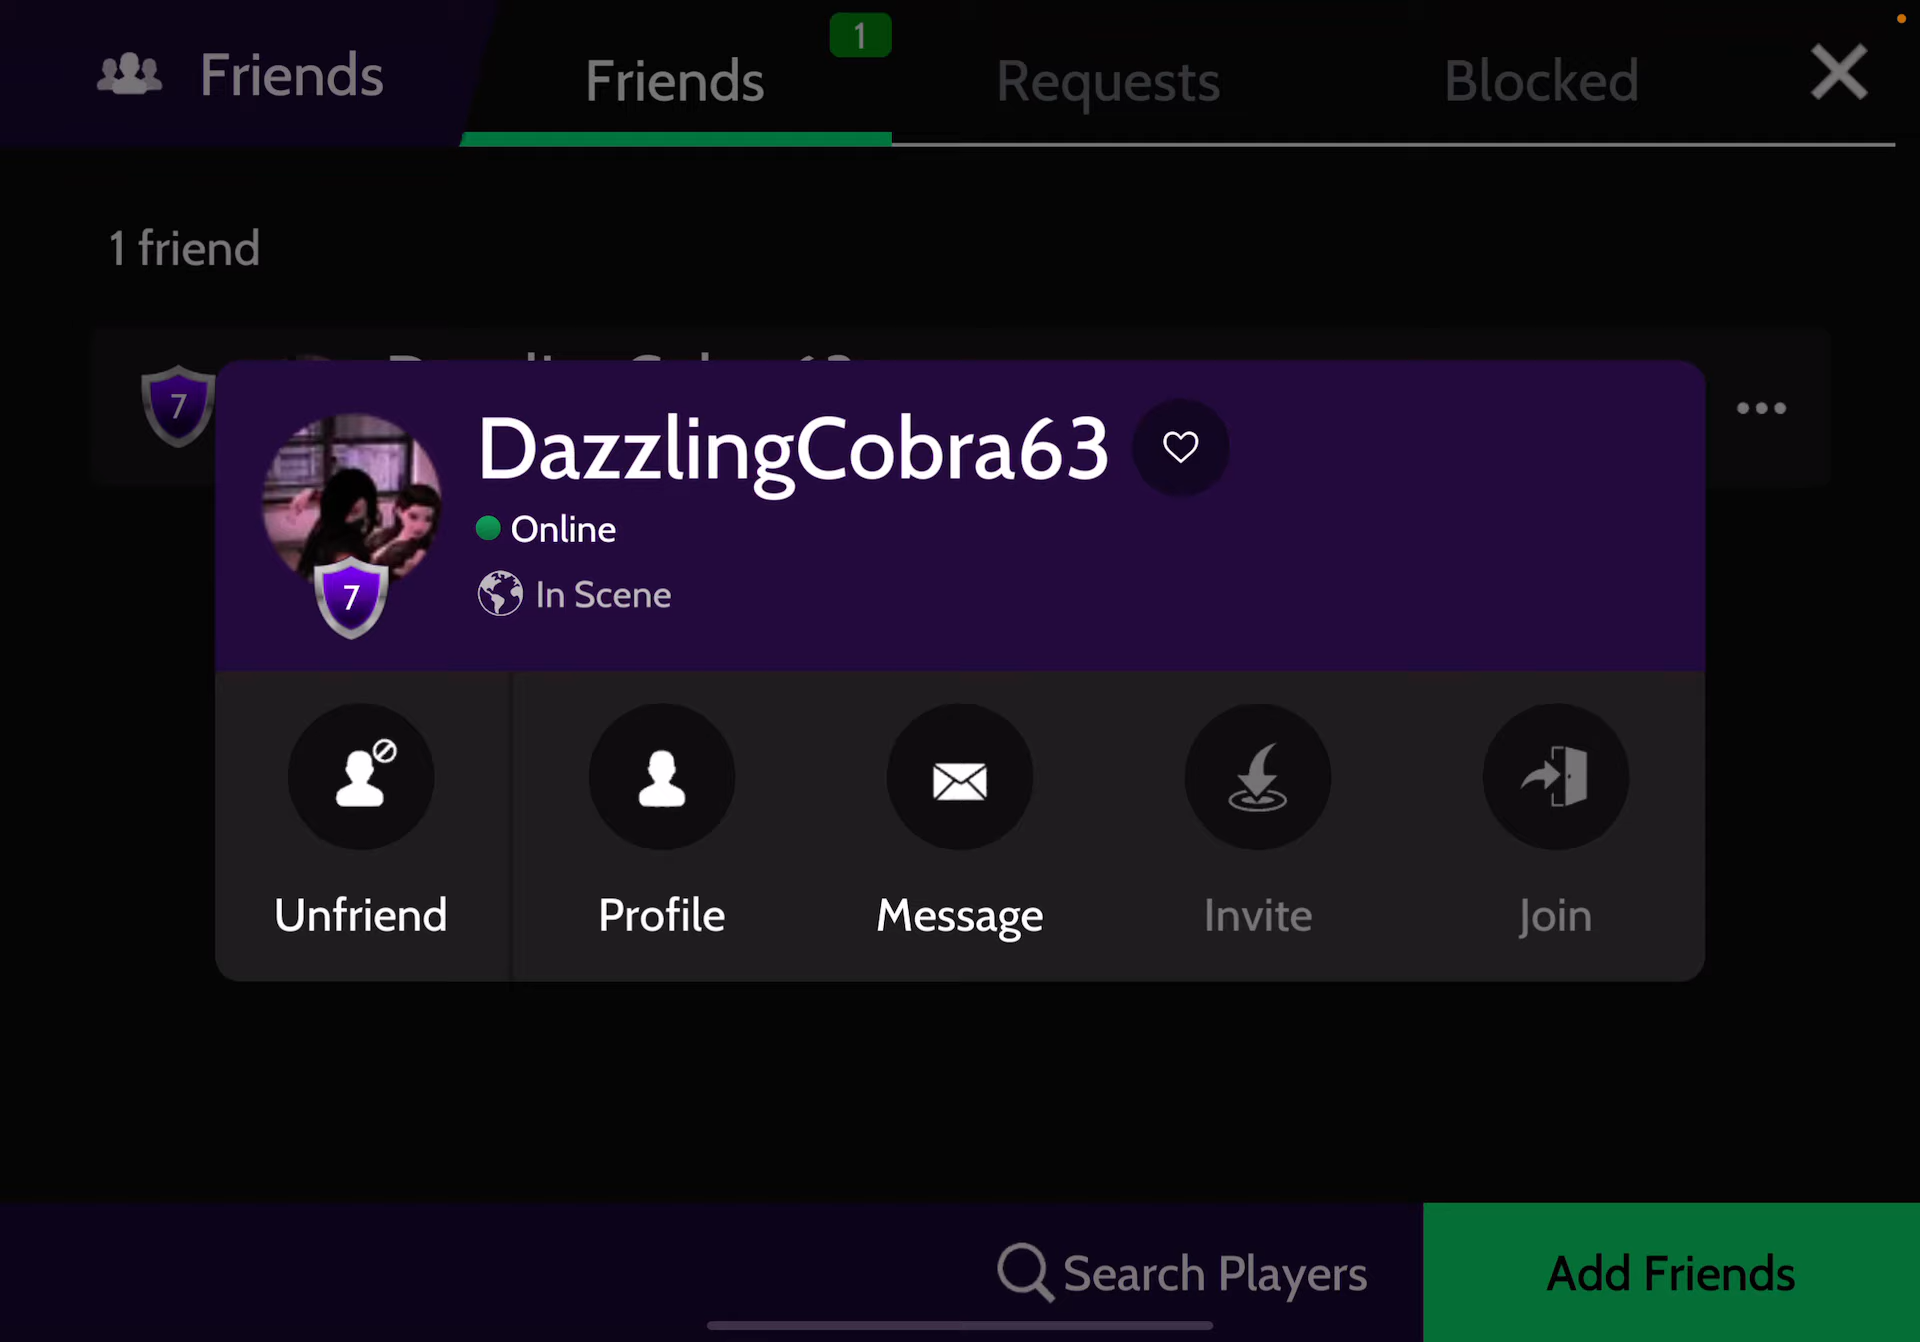 Friends
Friends
1
Requests
Blocked
1 friend
7
DazzlingCobra63
Online
7
In Scene
Unfriend
Profile
Message
Invite
Join
Search Players
Add Friends